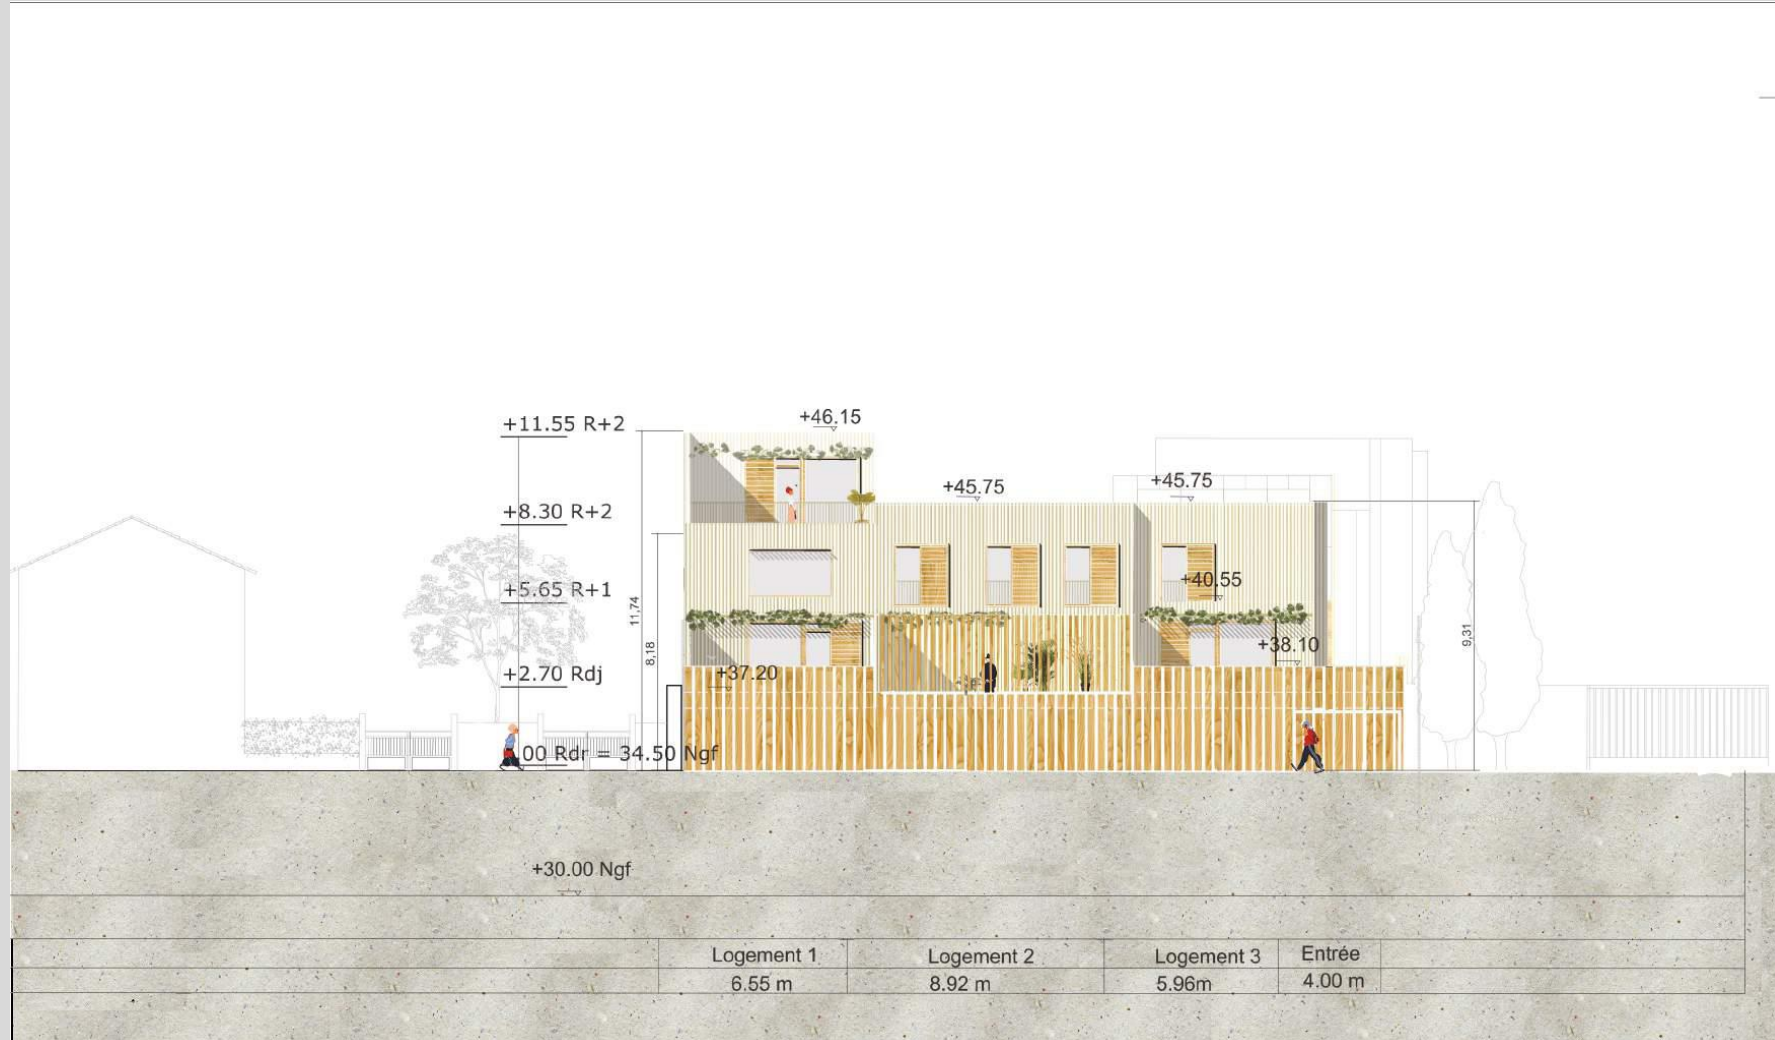 +46.15
+11.55 R+2
+45.75
+45.75
+8.30 R+2
+5.65 R+1
+40.55
11,74
8,18
9,31
+38.10
+2.70 Rdj
+37.20
00 Rdr = 34.50 Ngf
+30.00 Ngf
Logement 1 Logement 2 Logement 3 Entrée
6.55 m 8.92 m 5.96m 4.00 m